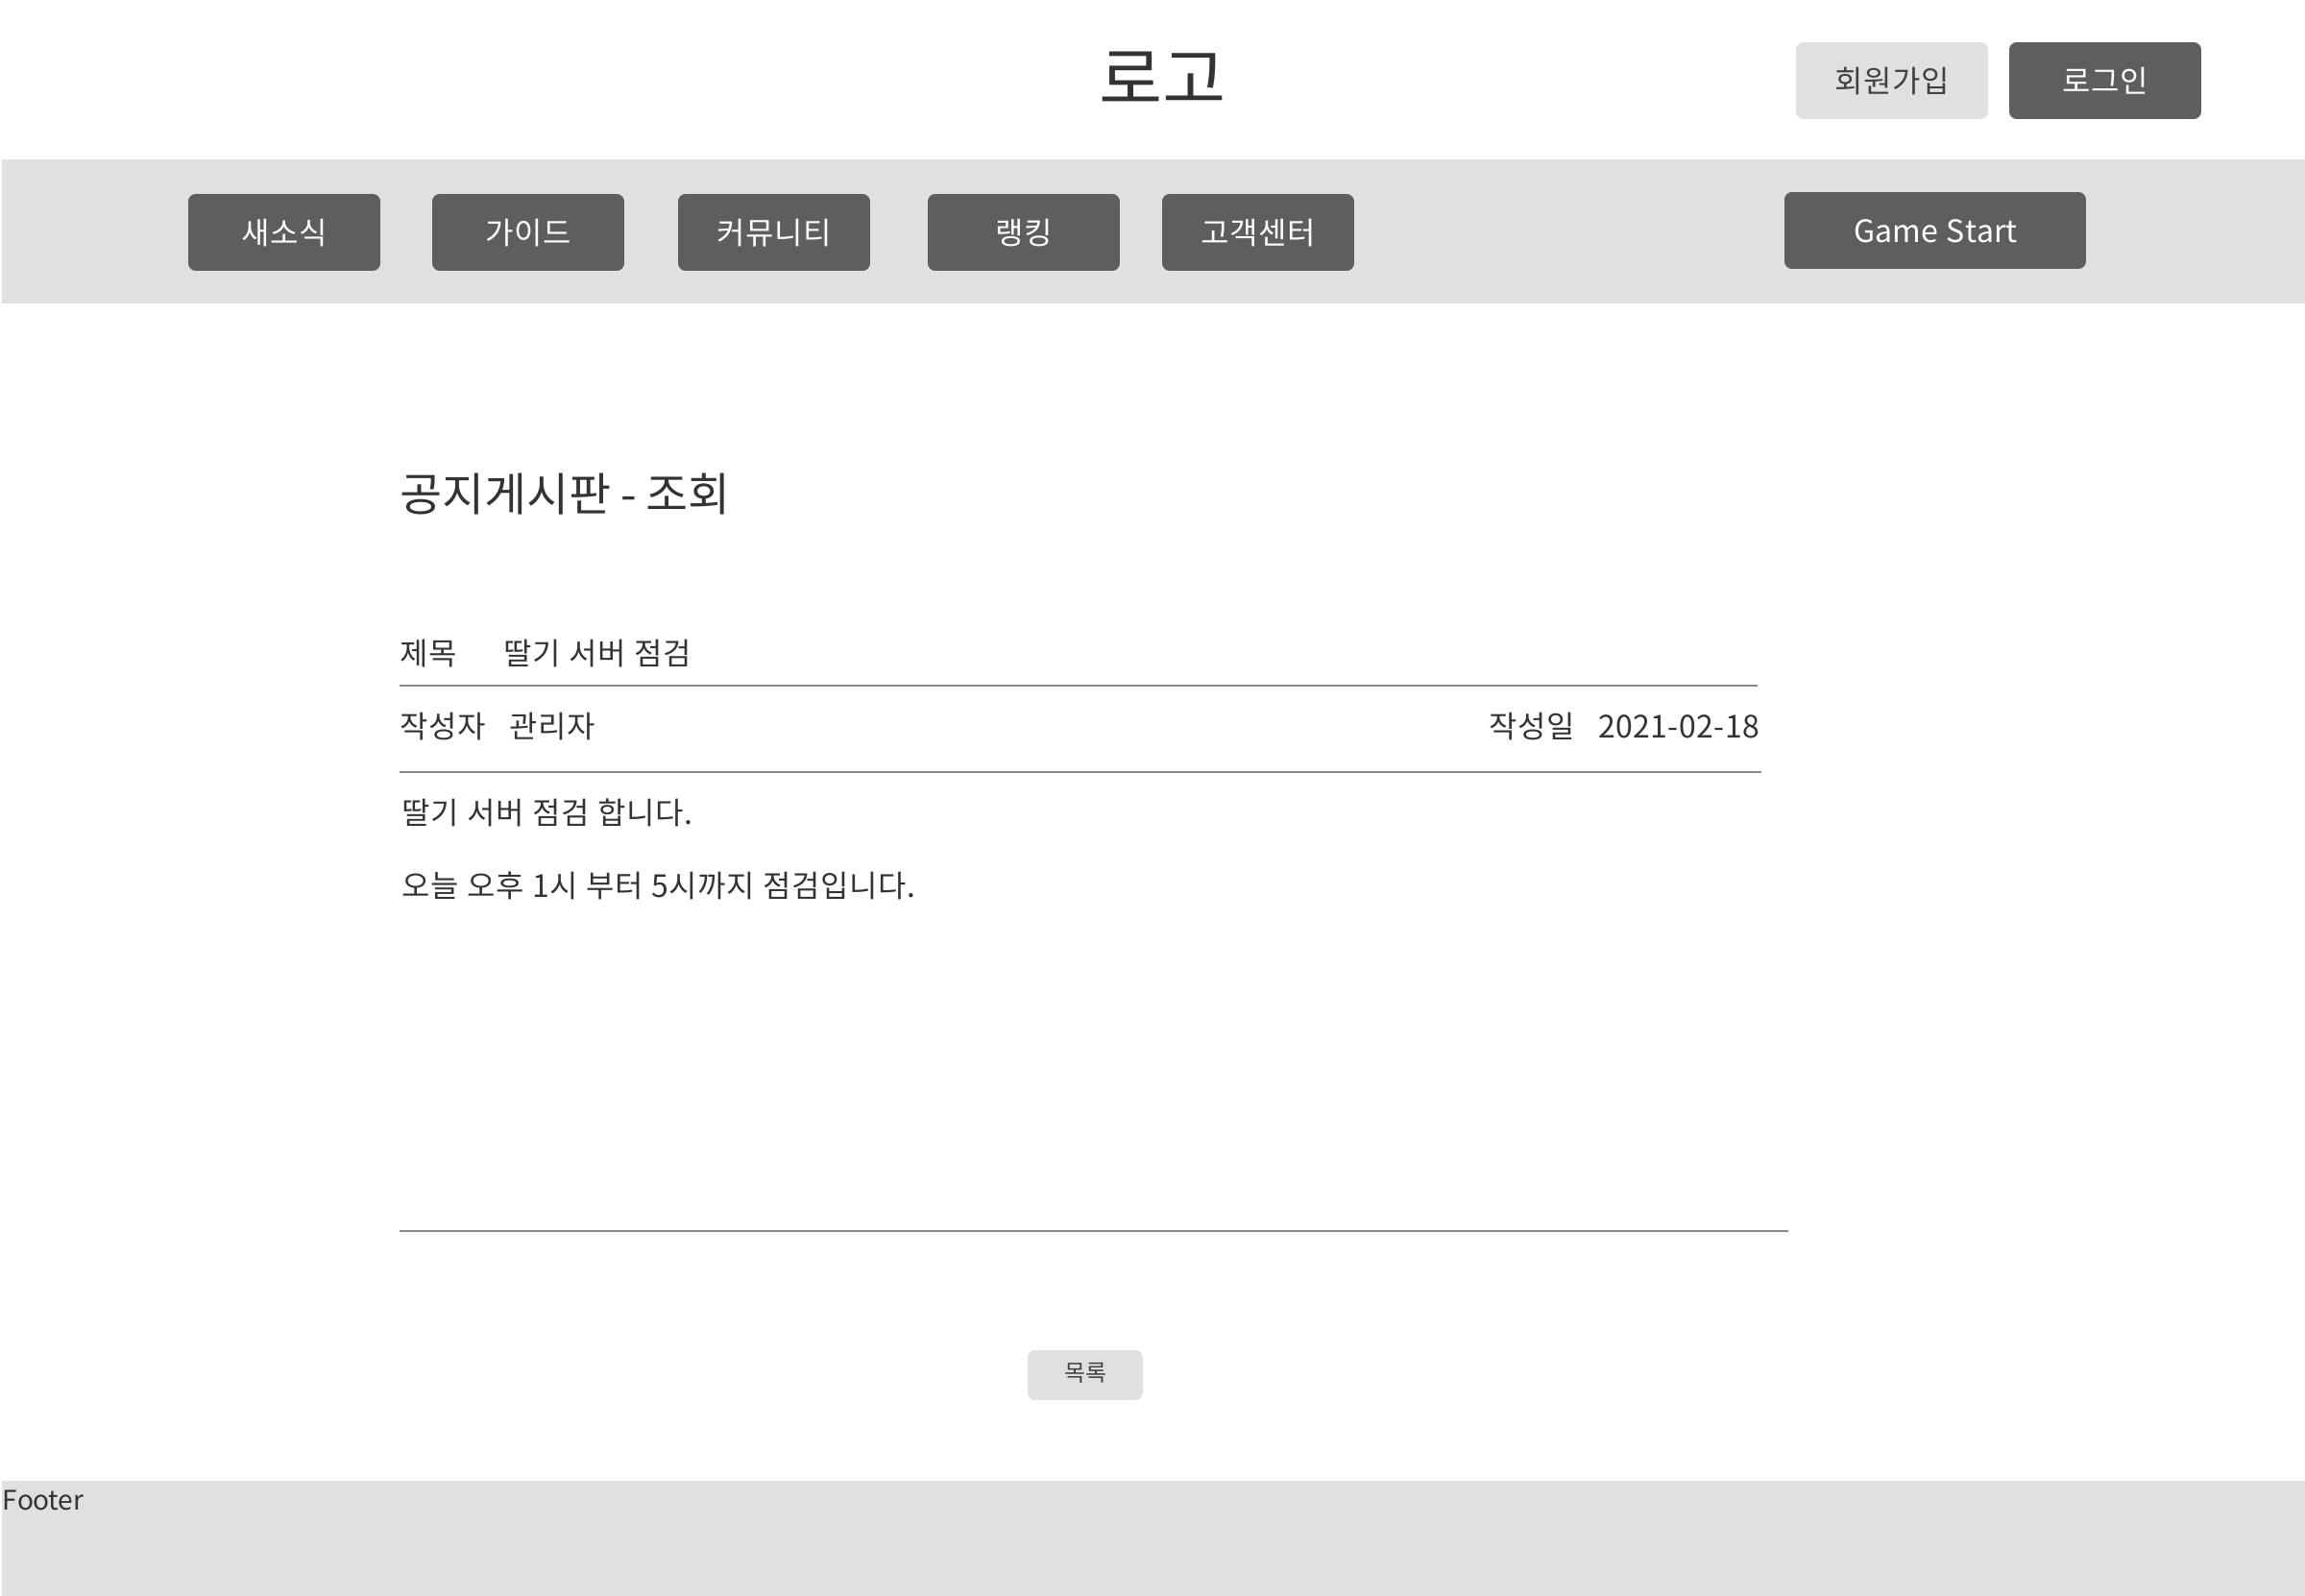 로고
회원가입 로그인
새소식 가이드 커뮤니티 랭킹 고객센터 Game Start
공지게시판 - 조회
제목 딸기 서버 점검
작성자 관리자 작성일 2021-02-18
딸기 서버 점검 합니다.
오늘 오후 1시 부터 5시까지 점검입니다.
목록
Footer